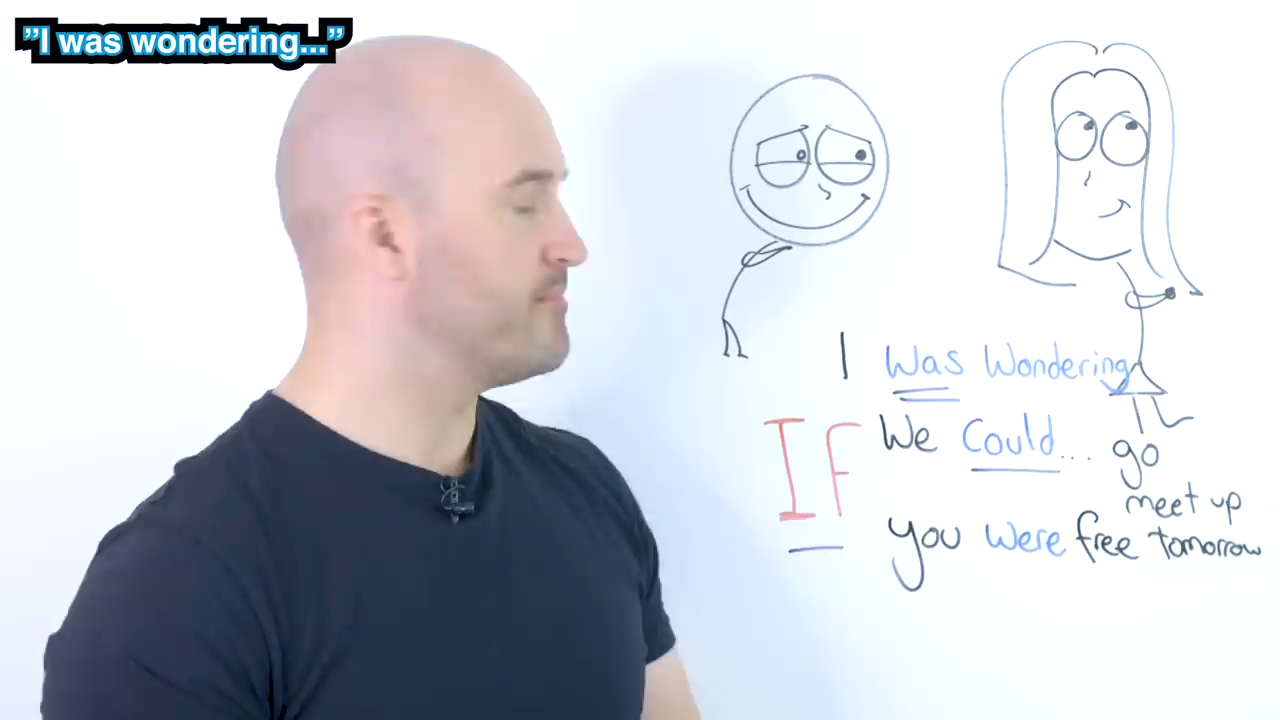 "I was wondering..."
I was Wondering
IF We Could... go
meet up
you were free tomorrow